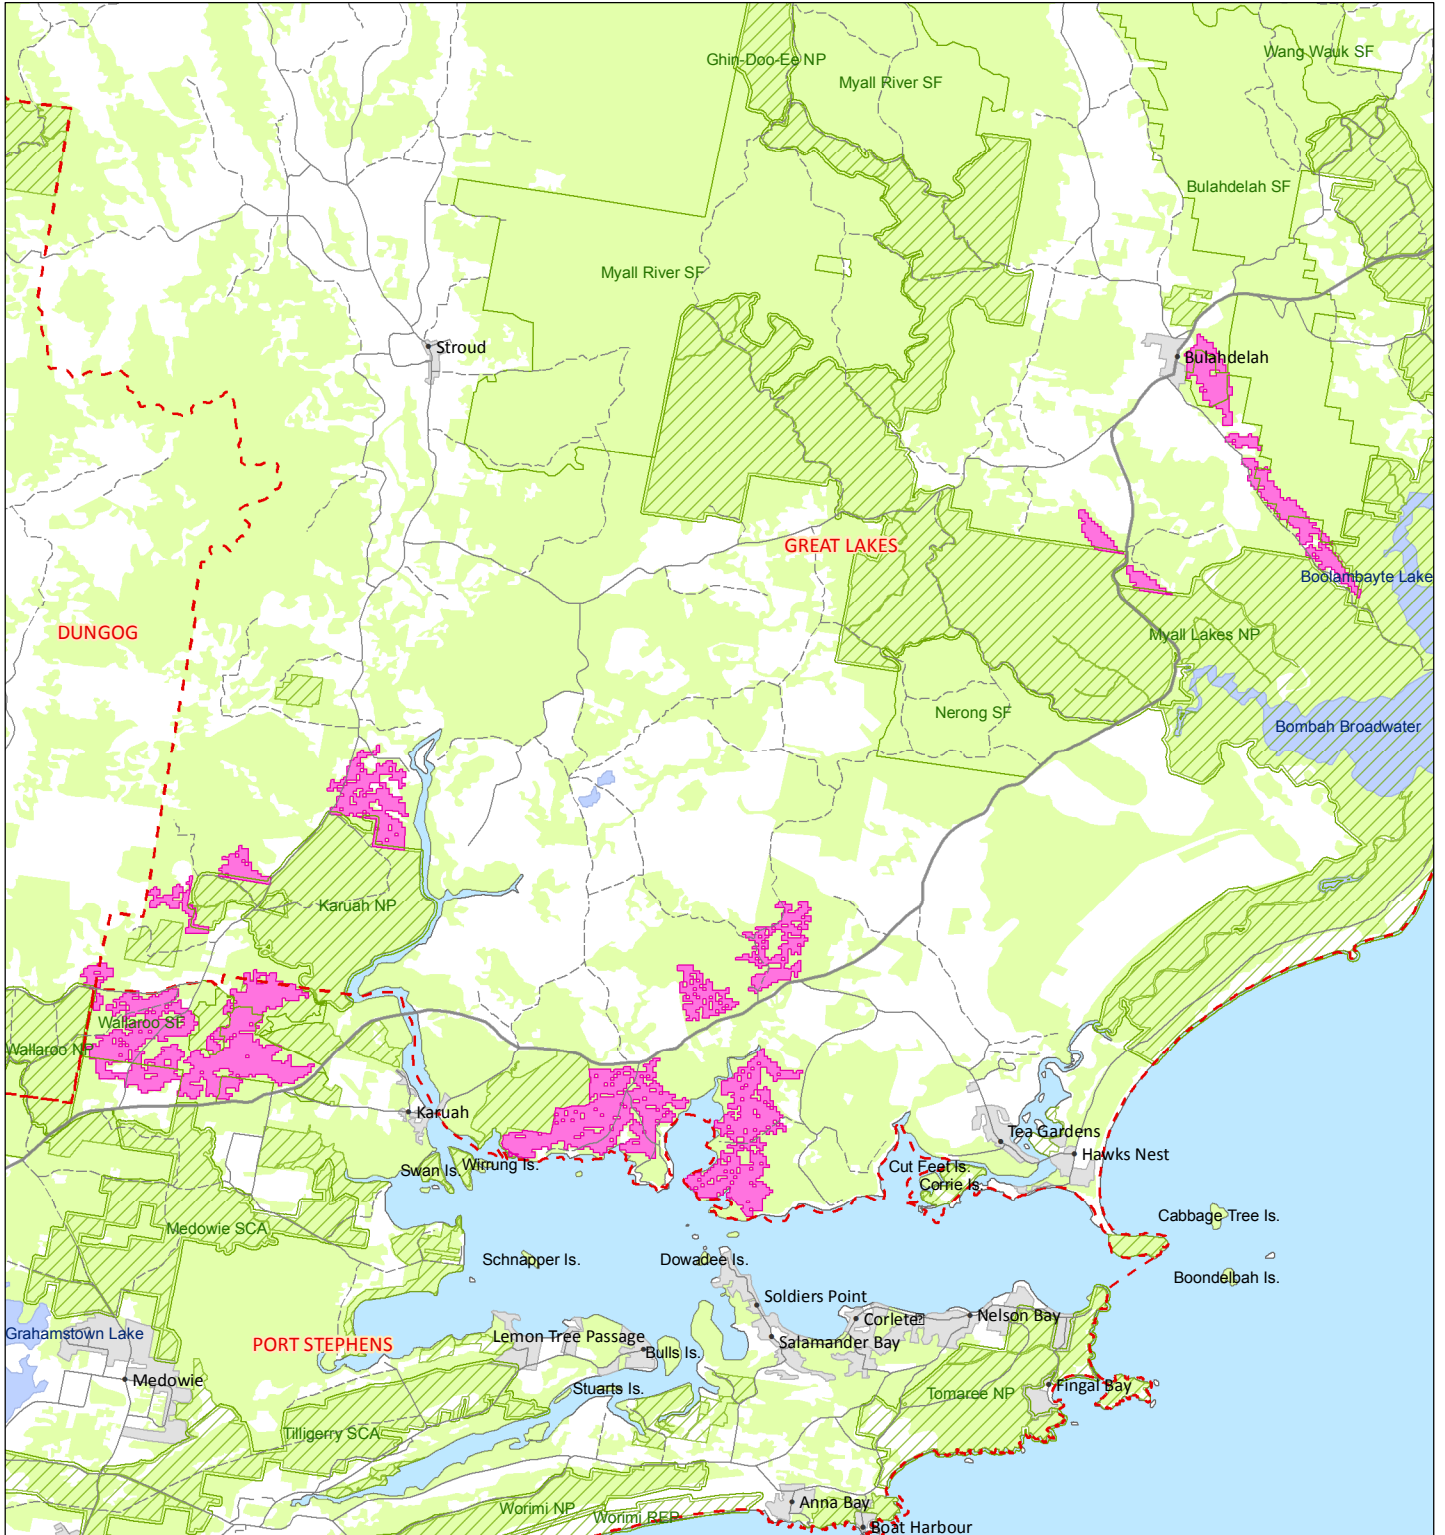 Wang Wauk SF
Ghin-Doo-Ee NP
Myall River SF
Bulahdelah SF
Myall River SF
Stroud
Bulahdelah
GREAT LAKES
Boolambayte Lake
DUNGOG
Myall Lakes NP
Nerong SF
Bombah Broadwater
Karuah NP
Wallaroo SF
Wallaroo NP
Karuah
Tea Gardens
Hawks Nest
Swan Is.
Wirrung Is.
Cut Feet Is.
Corrie Is.
Cabbage Tree Is.
Medowie SCA
Schnapper Is.
Dowadee Is.
Boondelbah Is.
Soldiers Point
Grahamstown Lake
Corlete
Nelson Bay
PORT STEPHENS
Lemon Tree Passage
Salamander Bay
Bulls Is.
Medowie
Stuarts Is.
Tomaree NP
Fingal Bay
Tilligerry SCA
Anna Bay
Worimi NP
Worimi REP
Boat Harbour